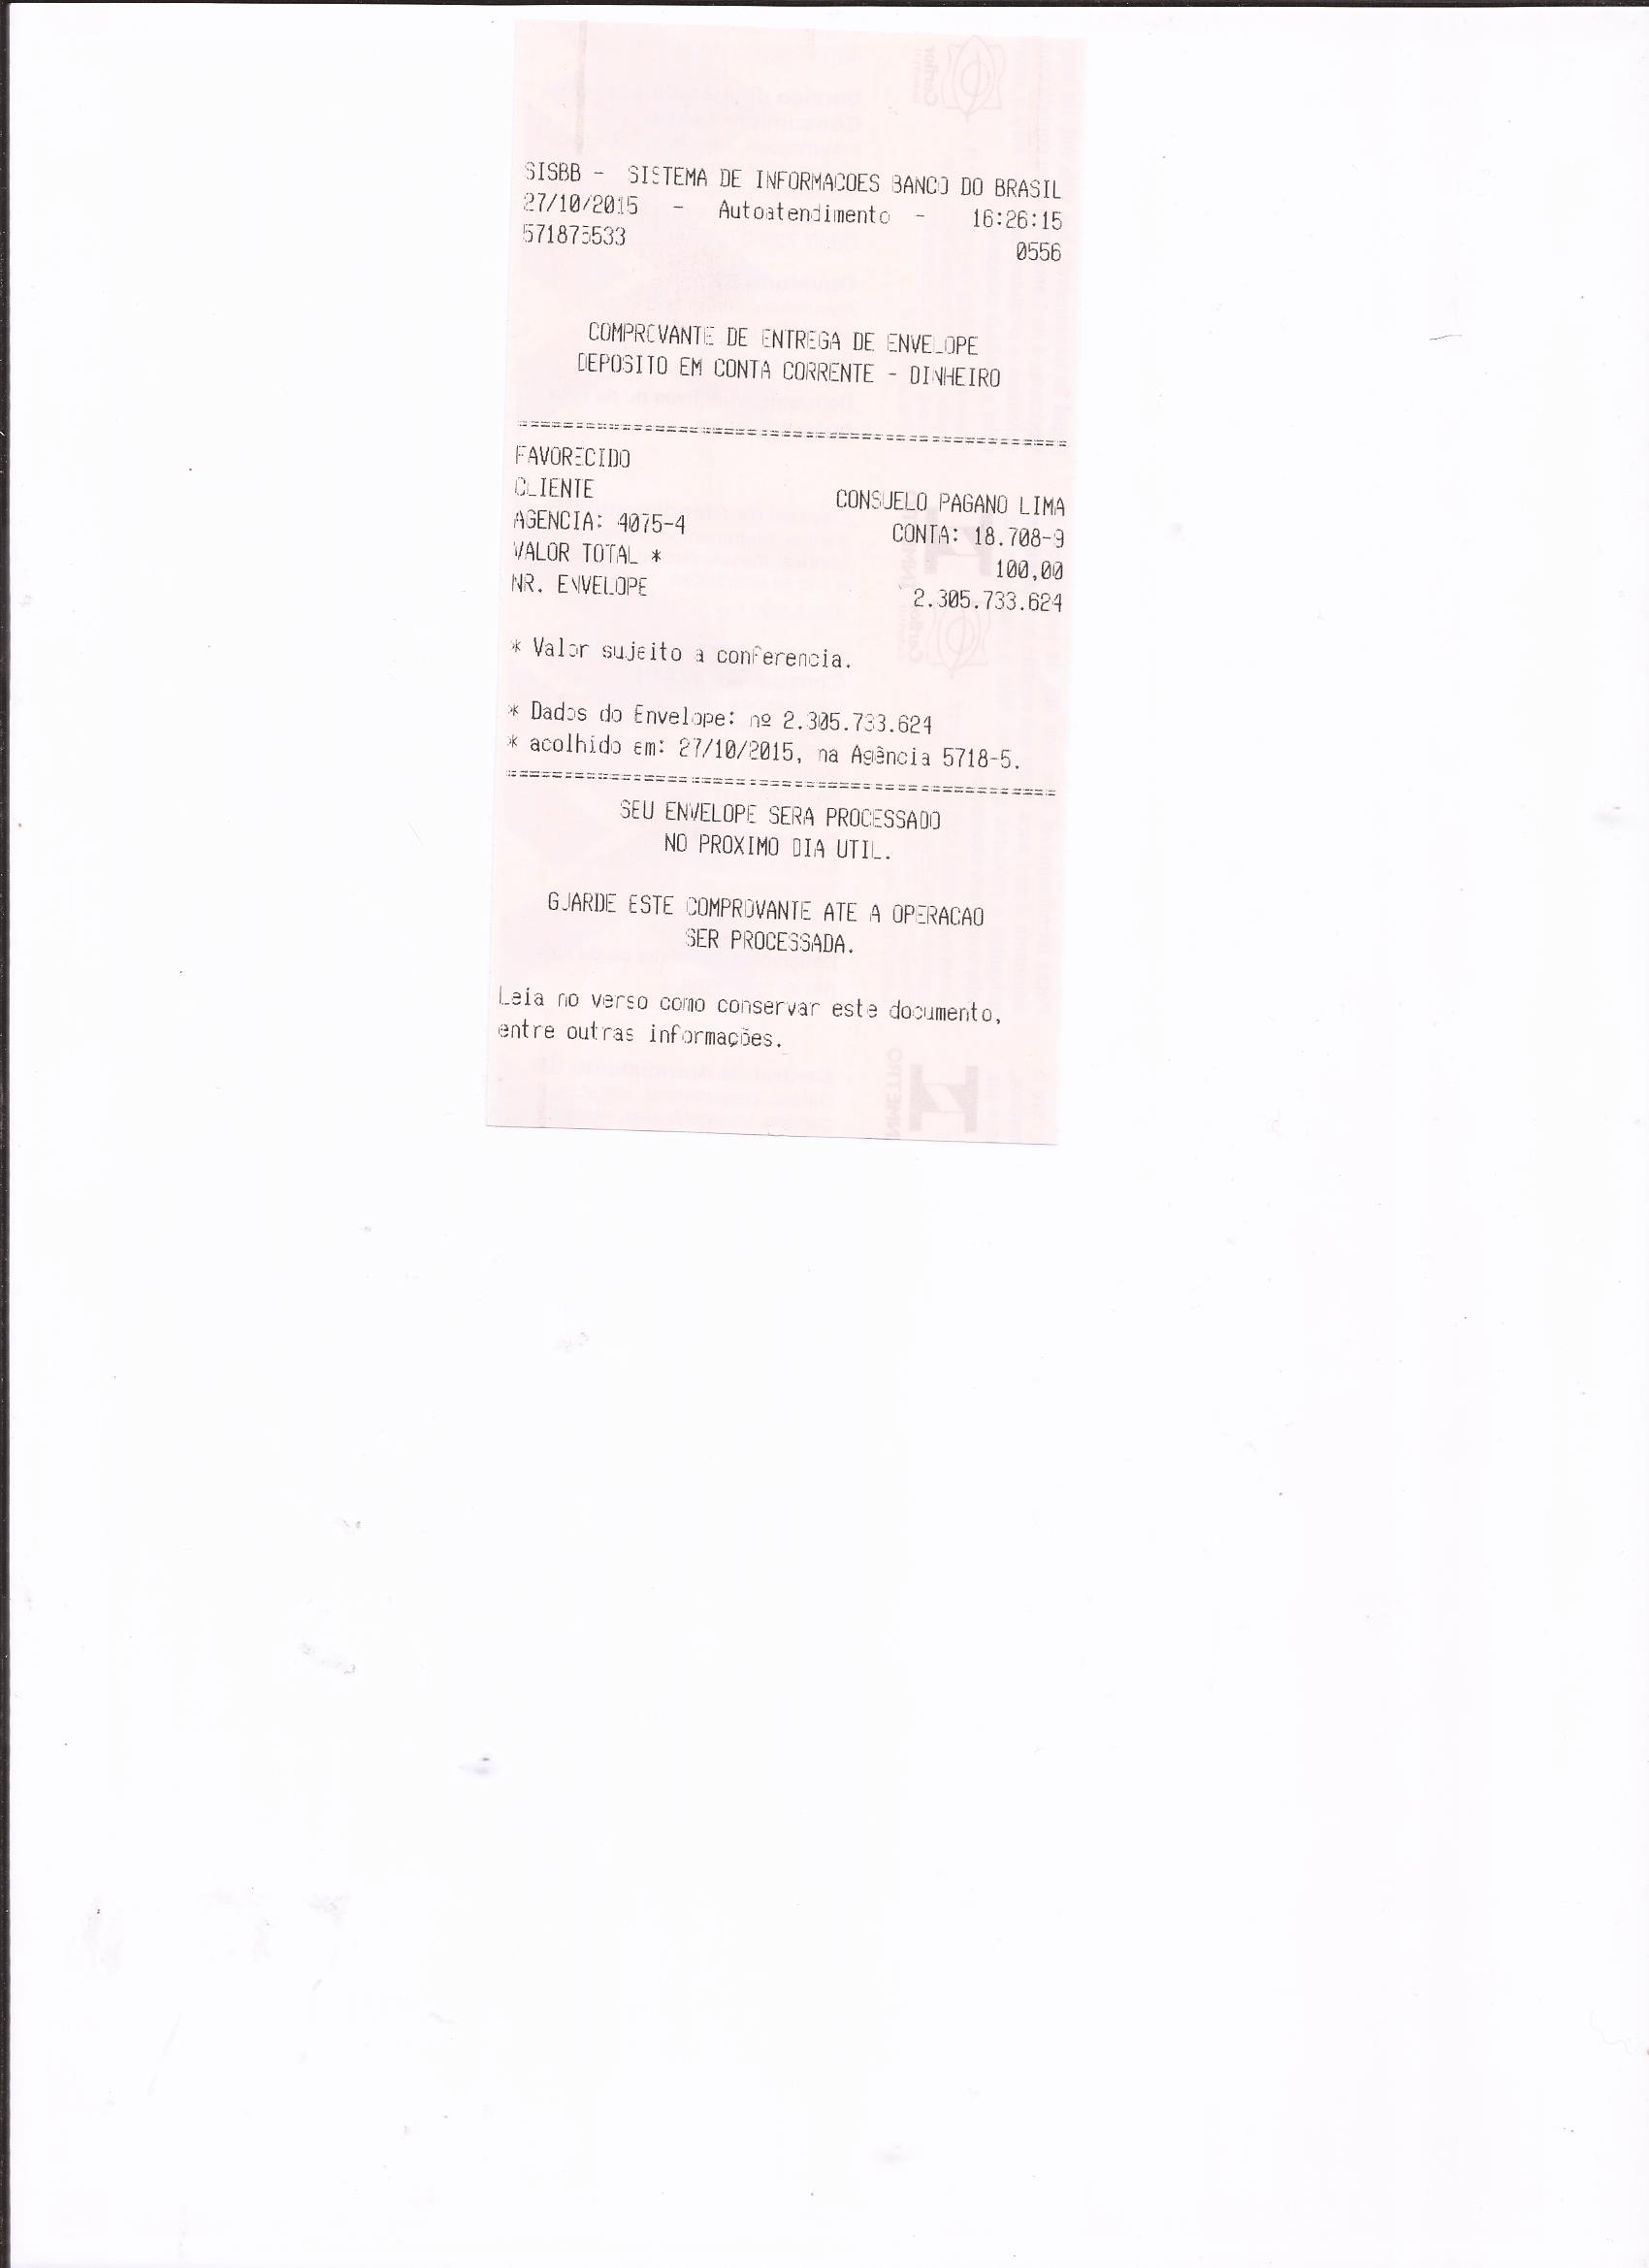 SISBB - SISTEMA DE INFORMACOES BANCO DO BRASIL
27/10/2015 - Autoatendimento - 16:26:15
571875533 0556
COMPROVANTE DE ENTREGA DE ENVELOPE
DEPOSITO EM CONTA CORRENTE - DINHEIRO
================================================
FAVORECIDO
CLIENTE CONSUELO PAGANO LIMA
AGENCIA: 4075-4 CONTA: 18.708-9
VALOR TOTAL * 100,00
NR. ENVELOPE 2.305.733.624
* Valor sujeito a conferencia.
* Dados do Envelope: nº 2.305.733.624
* acolhido em: 27/10/2015, na Agência 5718-5.
================================================
SEU ENVELOPE SERA PROCESSADO
NO PROXIMO DIA UTIL.
GUARDE ESTE COMPROVANTE ATE A OPERACAO
SER PROCESSADA.
Leia no verso como conservar este documento,
entre outras informações.